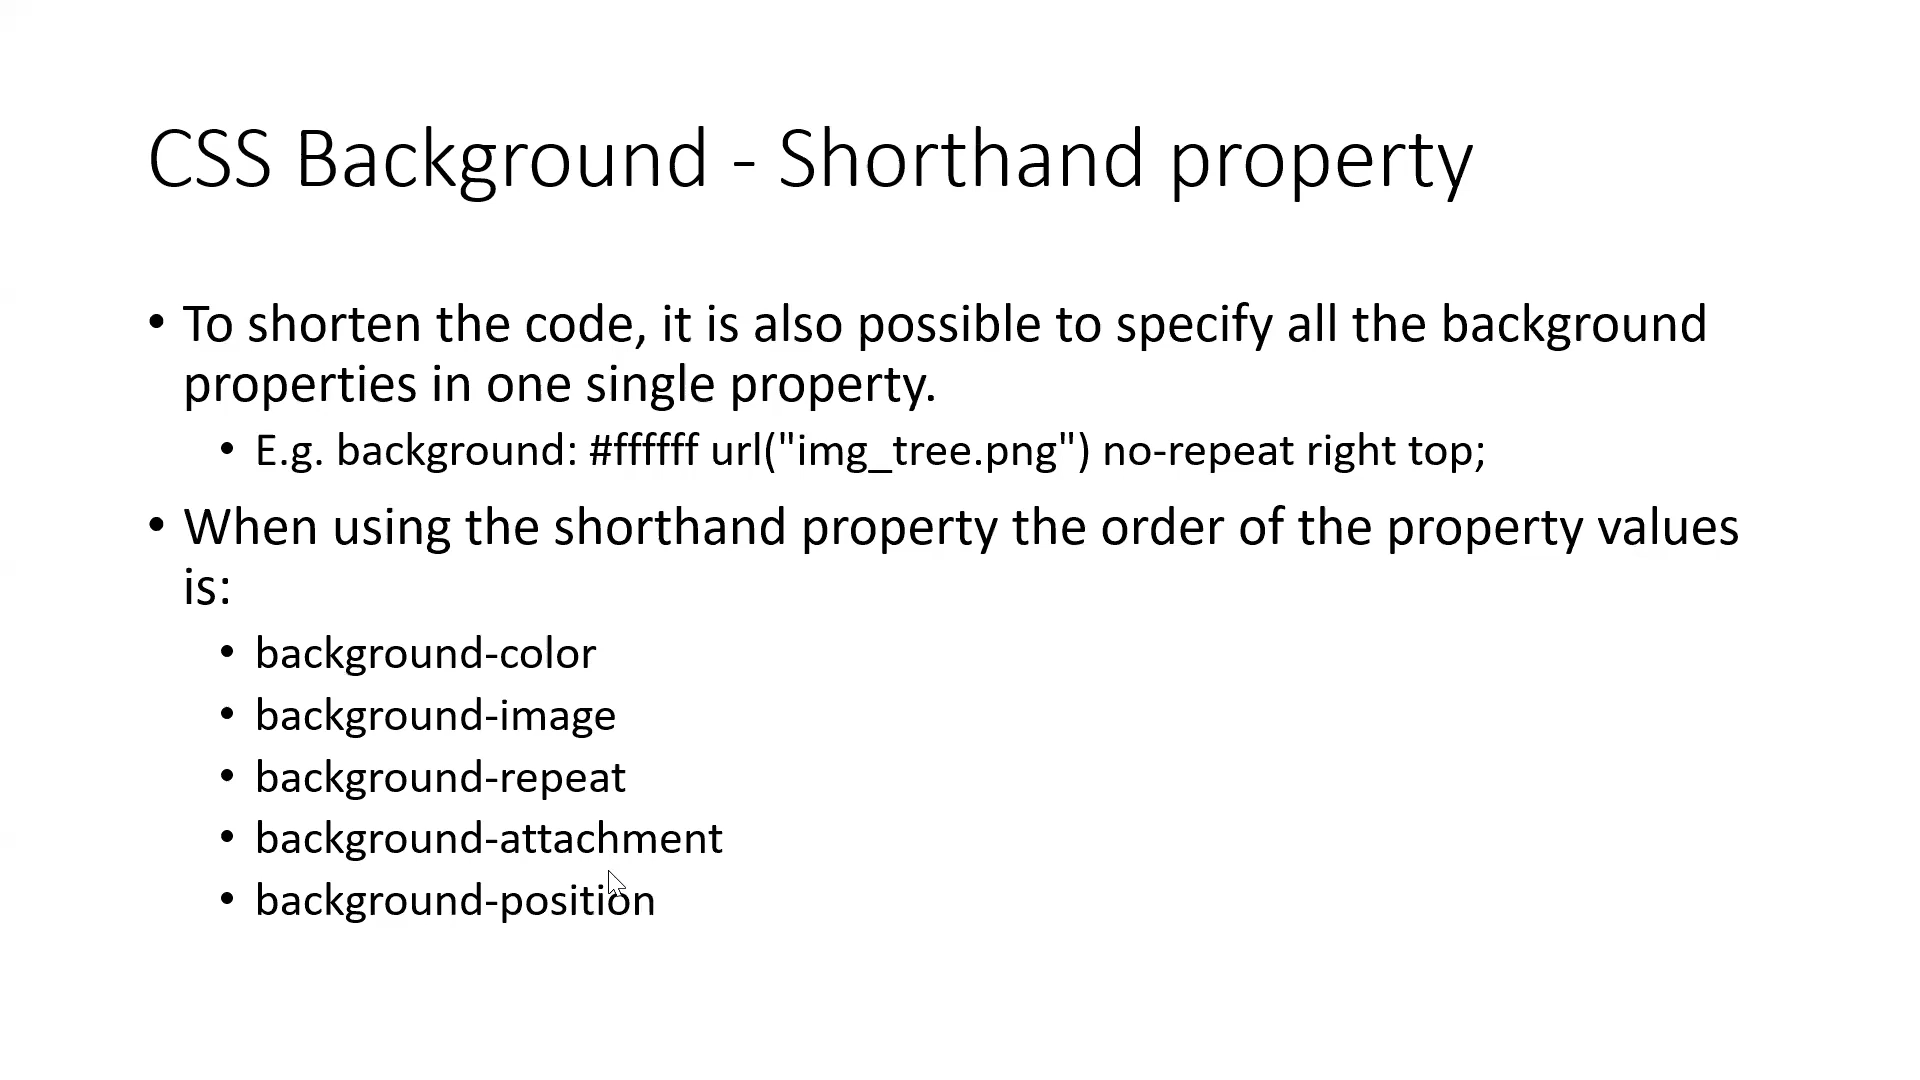 CSS Background - Shorthand property
• To shorten the code, it is also possible to specify all the background
properties in one single property.
• E.g. background: #ffffff url("img_tree.png") no-repeat right top;
• When using the shorthand property the order of the property values
is:
• background-color
• background-image
• background-repeat
• background-attachment
• background-position